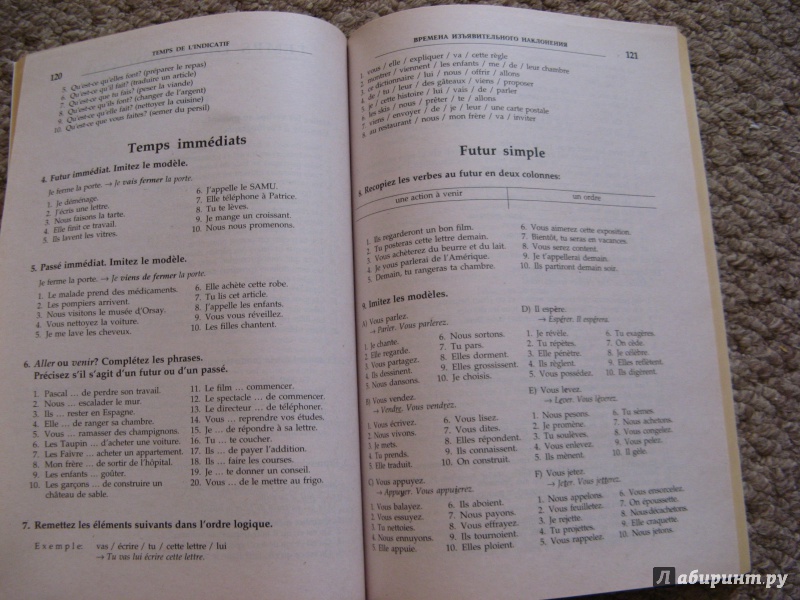 120
TEMPS DE L'INDICATIF
5. Qu'est-ce qu'elles font? (préparer le repas)
6. Qu'est-ce qu'il fait? (traduire un article)
7. Qu'est-ce que tu fais? (peser la viande)
8. Qu'est-ce qu'ils font? (changer de l'argent)
9. Qu'est-ce qu'elle fait? (nettoyer la cuisine)
10. Qu'est-ce que vous faites? (semer du persil)
Temps immédiats
4. Futur immédiat. Imitez le modèle.
Je ferme la porte. → Je vais fermer la porte.
1. Je déménage.
2. J'écris une lettre.
3. Nous faisons la tarte.
4. Elle finit ce travail.
5. Ils lavent les vitres.
6. J'appelle le SAMU.
7. Elle téléphone à Patrice.
8. Tu te lèves.
9. Je mange un croissant.
10. Nous nous promenons.
5. Passé immédiat. Imitez le modèle.
Je ferme la porte. → Je viens de fermer la porte.
1. Le malade prend des médicaments.
2. Les pompiers arrivent.
3. Nous visitons le musée d'Orsay.
4. Vous nettoyez la voiture.
5. Je me lave les cheveux.
6. Elle achète cette robe.
7. Tu lis cet article.
8. J'appelle les enfants.
9. Vous vous réveillez.
10. Les filles chantent.
6. Aller ou venir? Complétez les phrases.
Précisez s'il s'agit d'un futur ou d'un passé.
1. Pascal ... de perdre son travail.
2. Nous ... escalader le mur.
3. Ils ... rester en Espagne.
4. Elle ... de ranger sa chambre.
5. Vous ... ramasser des champignons.
6. Les Taupin ... d'acheter une voiture.
7. Les Faivre ... acheter un appartement.
8. Mon frère ... de sortir de l'hôpital.
9. Les enfants ... goûter.
10. Les garçons ... de construire un
château de sable.
11. Le film ... commencer.
12. Le spectacle ... de commencer.
13. Le directeur ... de téléphoner.
14. Vous ... reprendre vos études.
15. Je ... de répondre à sa lettre.
16. Tu ... te coucher.
17. Ils ... de payer l'addition.
18. Ils ... faire les courses.
19. Je ... te donner un conseil.
20. Vous ... de le mettre au frigo.
7. Remettez les éléments suivants dans l'ordre logique.
Exemple: vas / écrire / tu / cette lettre / lui
→ Tu vas lui écrire cette lettre.
ВРЕМЕНА ИЗЪЯВИТЕЛЬНОГО НАКЛОНЕНИЯ
121
1. vous / elle / expliquer / va / cette règle
2. montrer / viennent / les enfants / me / de / leur chambre
3. ce dictionnaire / lui / nous / offrir / allons
4. de / tu / leur / des gâteaux / viens / proposer
5. je / cette histoire / lui / vais / de / parler
6. les skis / nous / prêter / te / allons
7. viens / envoyer / de / je / leur / une carte postale
8. au restaurant / nous / mon frère / va / inviter
Futur simple
8. Recopiez les verbes au futur en deux colonnes:
une action à venir
un ordre
1. Ils regarderont un bon film.
2. Tu posteras cette lettre demain.
3. Vous achèterez du beurre et du lait.
4. Je vous parlerai de l'Amérique.
5. Demain, tu rangeras ta chambre.
6. Vous aimerez cette exposition.
7. Bientôt, tu seras en vacances.
8. Vous serez content.
9. Je t'appellerai demain.
10. Ils partiront demain soir.
9. Imitez les modèles.
A) Vous parlez.
→ Parler. Vous parlerez.
1. Je chante.
2. Elle regarde.
3. Vous partagez.
4. Ils dessinent.
5. Nous dansons.
6. Nous sortons.
7. Tu pars.
8. Elles dorment.
9. Elles grossissent.
10. Je choisis.
B) Vous vendez.
→ Vendre. Vous vendrez.
1. Vous écrivez.
2. Nous vivons.
3. Je mets.
4. Tu prends.
5. Elle traduit.
6. Vous lisez.
7. Vous dites.
8. Elles répondent.
9. Ils connaissent.
10. On construit.
C) Vous appuyez.
→ Appuyer. Vous appuierez.
1. Vous balayez.
2. Vous essuyez.
3. Tu nettoies.
4. Nous ennuyons.
5. Elle appuie.
6. Ils aboient.
7. Nous payons.
8. Vous effrayez.
9. Ils tournoient.
10. Elles ploient.
D) Il espère.
→ Espérer. Il espérera.
1. Je révèle.
2. Tu répètes.
3. Elle pénètre.
4. Ils règlent.
5. Vous possédez.
6. Tu exagères.
7. On cède.
8. Je célèbre.
9. Elles reflètent.
10. Ils digèrent.
E) Vous levez.
→ Lever. Vous lèverez.
1. Nous pesons.
2. Je promène.
3. Tu soulèves.
4. Vous enlevez.
5. Ils mènent.
6. Tu sèmes.
7. Nous achetons.
8. Vous congelez.
9. Vous pelez.
10. Il gèle.
F) Vous jetez.
→ Jeter. Vous jetterez.
1. Nous appelons.
2. Vous feuilletez.
3. Je rejette.
4. Tu projettes.
5. Vous rappelez.
6. Vous ensorcelez.
7. On époussette.
8. Nous décachetons.
9. Elle craquette.
10. Nous jetons.
Лабиринт.ру